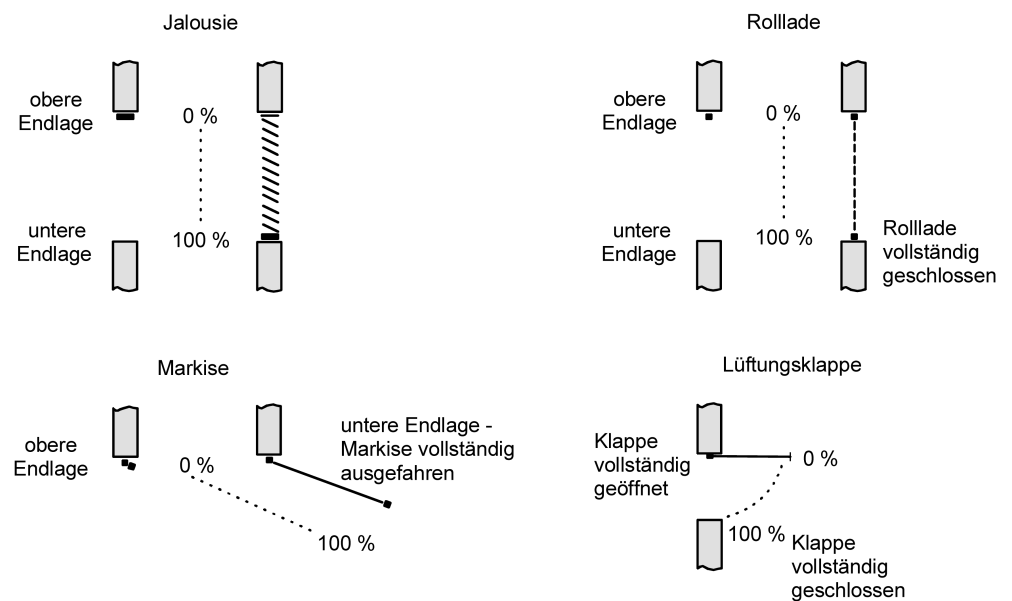 Jalousie
obere
Endlage
0 %
untere
Endlage
100 %
Rolllade
obere
Endlage
0 %
untere
Endlage
100 %
Rolllade
vollständig
geschlossen
Markise
obere
Endlage
0 %
100 %
untere Endlage -
Markise vollständig
ausgefahren
Lüftungsklappe
Klappe
vollständig
geöffnet
0 %
100 %
Klappe
vollständig
geschlossen